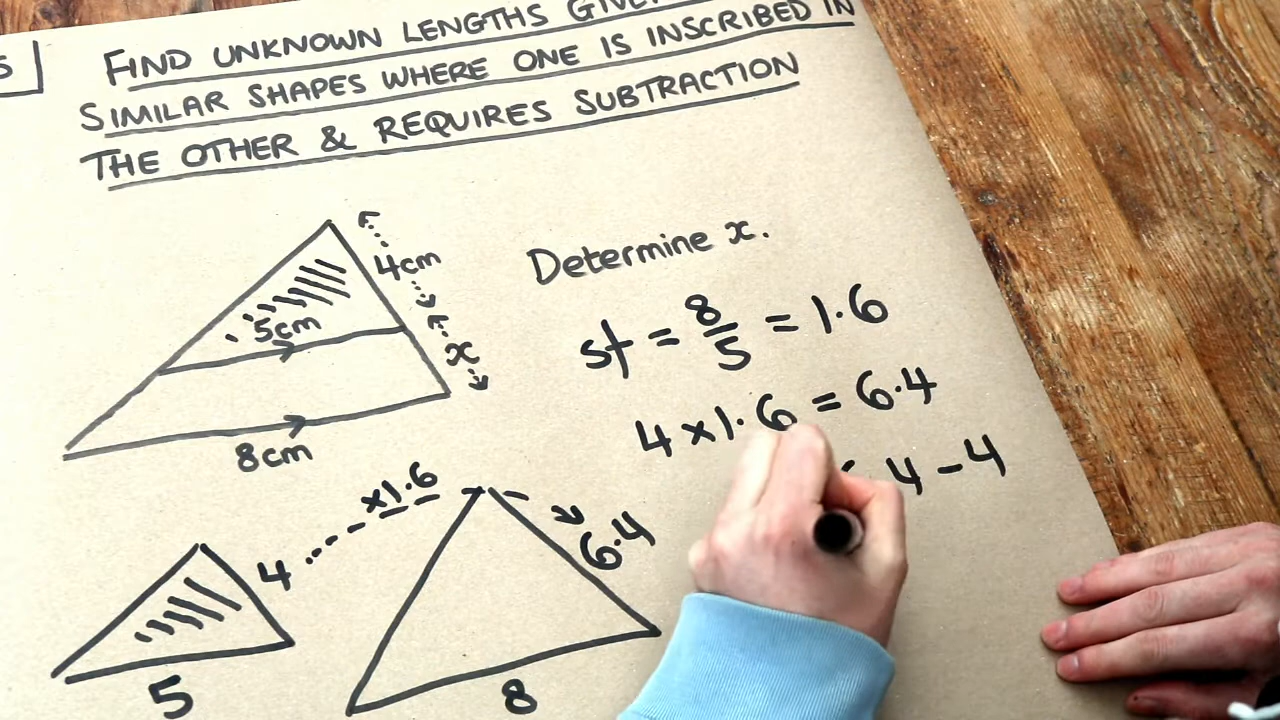 5
FIND UNKNOWN LENGTHS
SIMILAR SHAPES WHERE ONE IS INSCRIBED IN
THE OTHER & REQUIRES SUBTRACTION
Determine x.
4cm
5cm
x
8cm
sf = 8/5 = 1.6
4 × 1.6 = 6.4
.4 - 4
×1.6
4
6.4
5
8